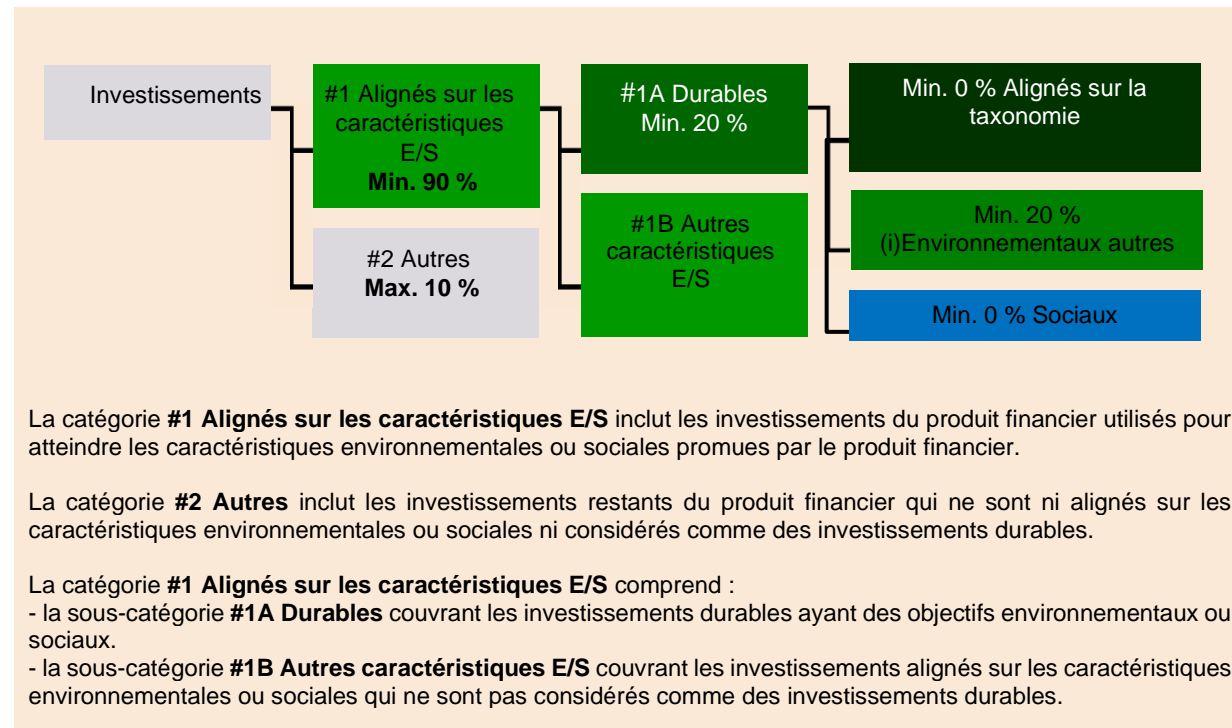 Investissements
#1 Alignés sur les
caractéristiques
E/S
Min. 90 %
#2 Autres
Max. 10 %
#1A Durables
Min. 20 %
#1B Autres
caractéristiques
E/S
Min. 0 % Alignés sur la
taxonomie
Min. 20 %
(i)Environnementaux autres
Min. 0 % Sociaux
La catégorie #1 Alignés sur les caractéristiques E/S inclut les investissements du produit financier utilisés pour
atteindre les caractéristiques environnementales ou sociales promues par le produit financier.
La catégorie #2 Autres inclut les investissements restants du produit financier qui ne sont ni alignés sur les
caractéristiques environnementales ou sociales ni considérés comme des investissements durables.
La catégorie #1 Alignés sur les caractéristiques E/S comprend :
- la sous-catégorie #1A Durables couvrant les investissements durables ayant des objectifs environnementaux ou
sociaux.
- la sous-catégorie #1B Autres caractéristiques E/S couvrant les investissements alignés sur les caractéristiques
environnementales ou sociales qui ne sont pas considérés comme des investissements durables.